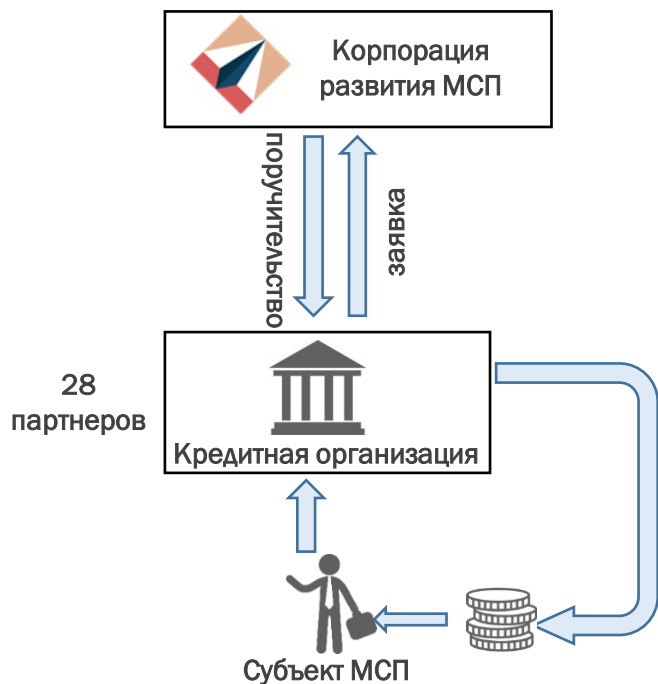 Корпорация
развития МСП
поручительство
заявка
28
партнеров
Кредитная организация
Субъект МСП